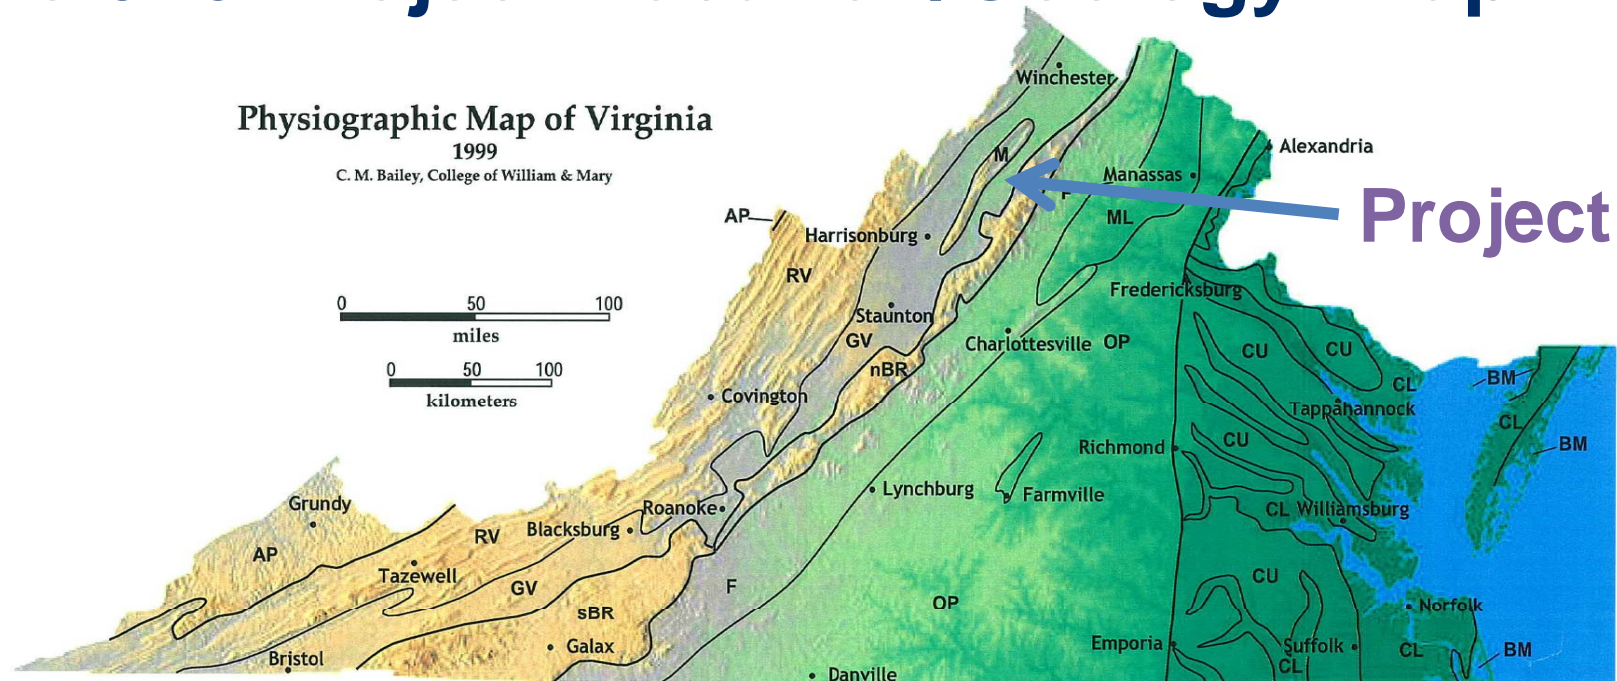 Physiographic Map of Virginia
1999
C. M. Bailey, College of William & Mary
Winchester
M
Alexandria
Manassas
F
ML
Project
AP
Harrisonburg
RV
0 50 100
miles
Fredericksburg
Staunton
GV
Charlottesville
OP
CU
CU
nBR
0 50 100
kilometers
Covington
CL
BM
Tappahannock
CL
BM
CU
Richmond
Lynchburg
Farmville
Grundy
Roanoke
CL
Williamsburg
RV
Blacksburg
AP
Tazewell
GV
F
CU
sBR
OP
Norfolk
Galax
Emporia
Suffolk
CL
BM
Bristol
CL
Danville